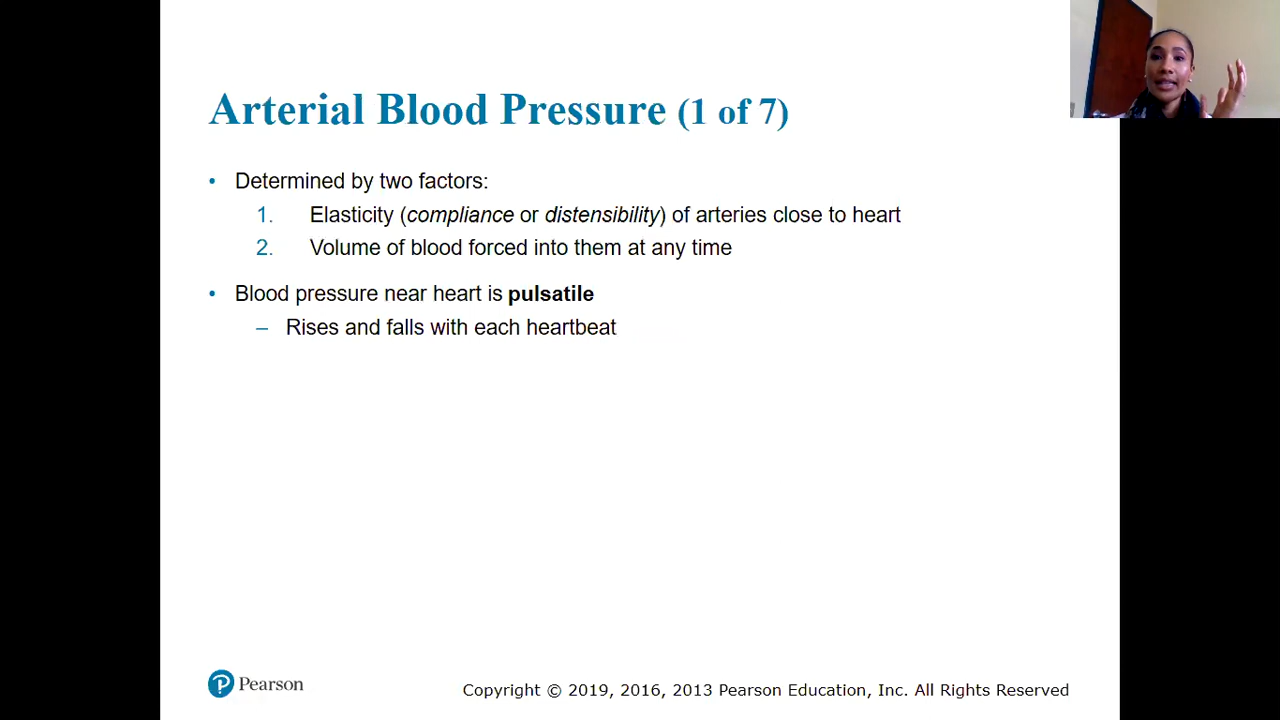 Arterial Blood Pressure (1 of 7)
• Determined by two factors:
1. Elasticity (compliance or distensibility) of arteries close to heart
2. Volume of blood forced into them at any time
• Blood pressure near heart is pulsatile
– Rises and falls with each heartbeat
Pearson
Copyright © 2019, 2016, 2013 Pearson Education, Inc. All Rights Reserved